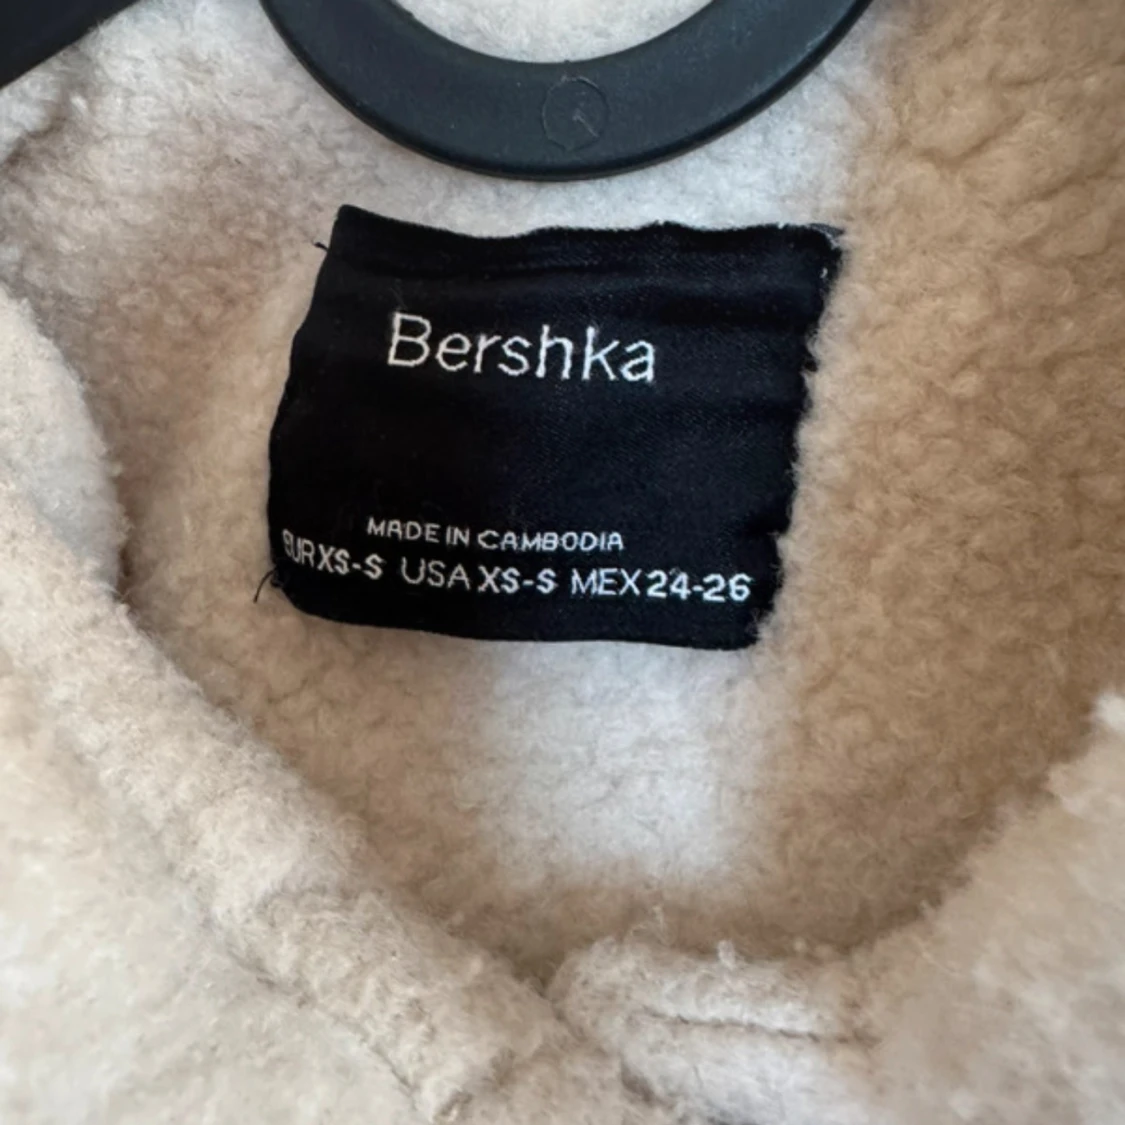 Bershka
MADE IN CAMBODIA
EUR XS-S USA XS-S MEX 24-26